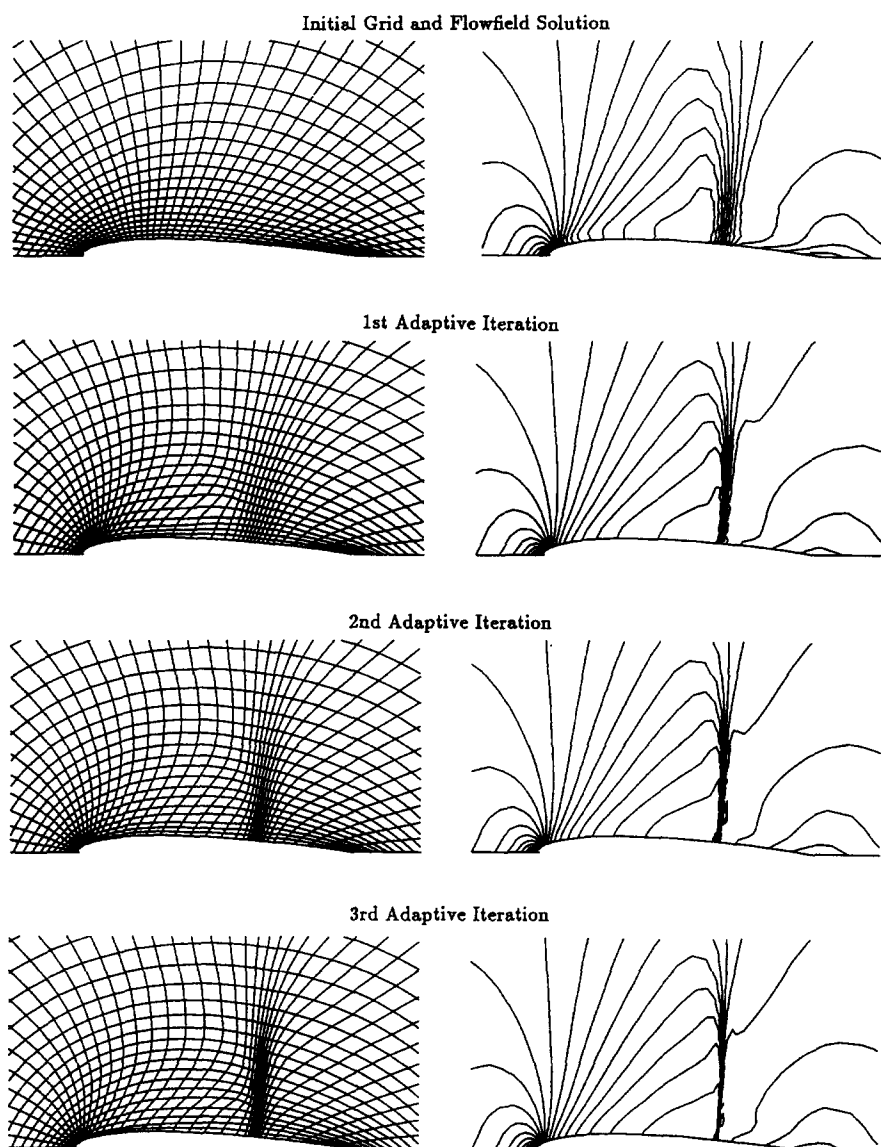 Initial Grid and Flowfield Solution
1st Adaptive Iteration
2nd Adaptive Iteration
3rd Adaptive Iteration